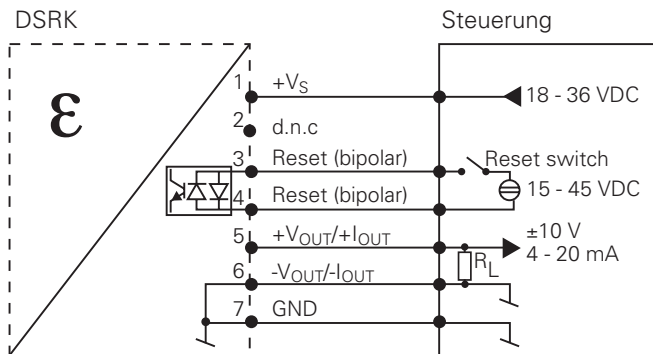 DSRK
Steuerung
ε
1 +VS 18 - 36 VDC
2 d.n.c
3 Reset (bipolar) Reset switch
15 - 45 VDC
4 Reset (bipolar)
5 +VOUT/+IOUT ±10 V
4 - 20 mA
RL
6 -VOUT/-IOUT
7 GND